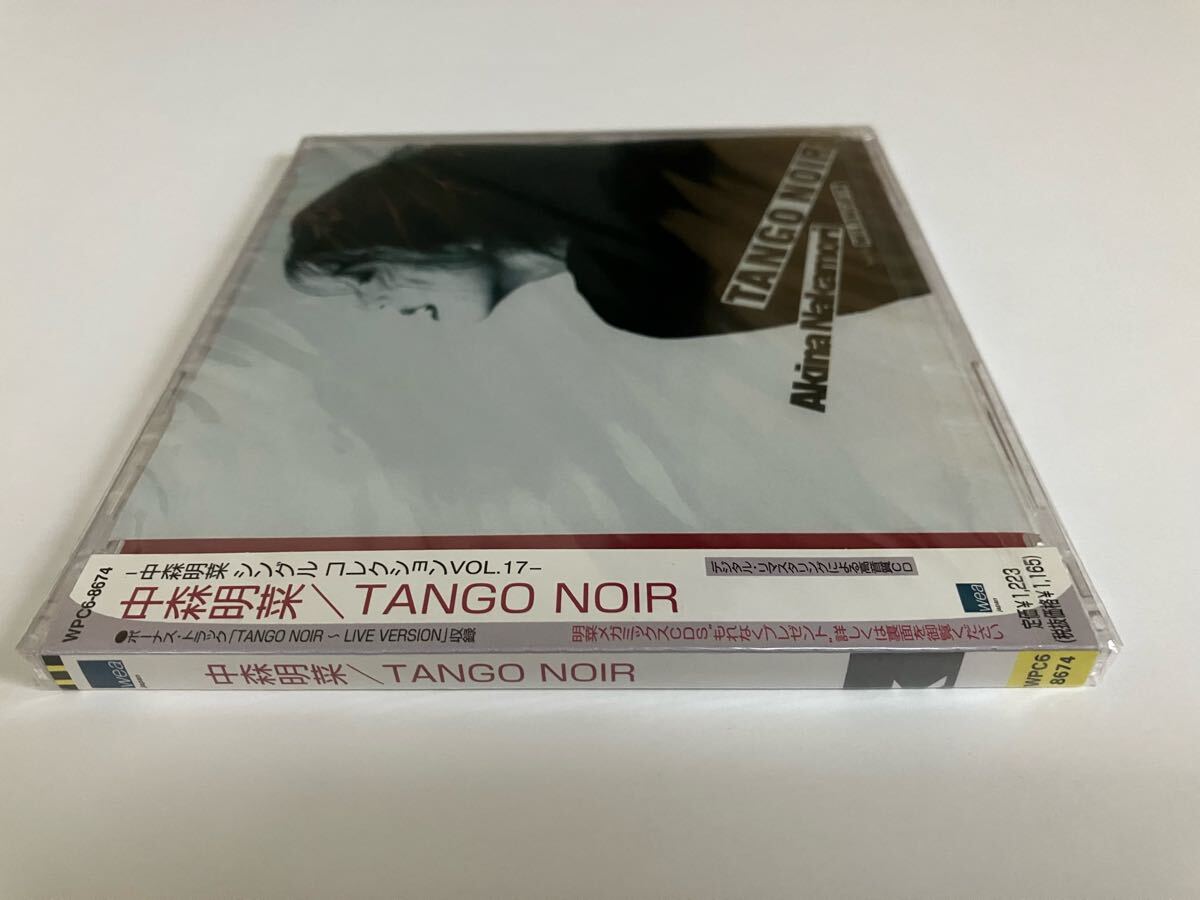 TANGO NOIR
Akina Nakamori
WPC6-8674
-中森明菜 シングル コレクションVOL.17-
デジタル・リマスタリングによる高音質CD
中森明菜/TANGO NOIR
wea
JAPAN
定価¥1,223
(税抜価格¥1,165)
●ボーナス・トラック「TANGO NOIR ~ LIVE VERSION」収録
明菜メガミックスCDS"もれなくプレゼント"詳しくは裏面を御覧ください
wea
JAPAN
中森明菜/TANGO NOIR
WPC6
8674